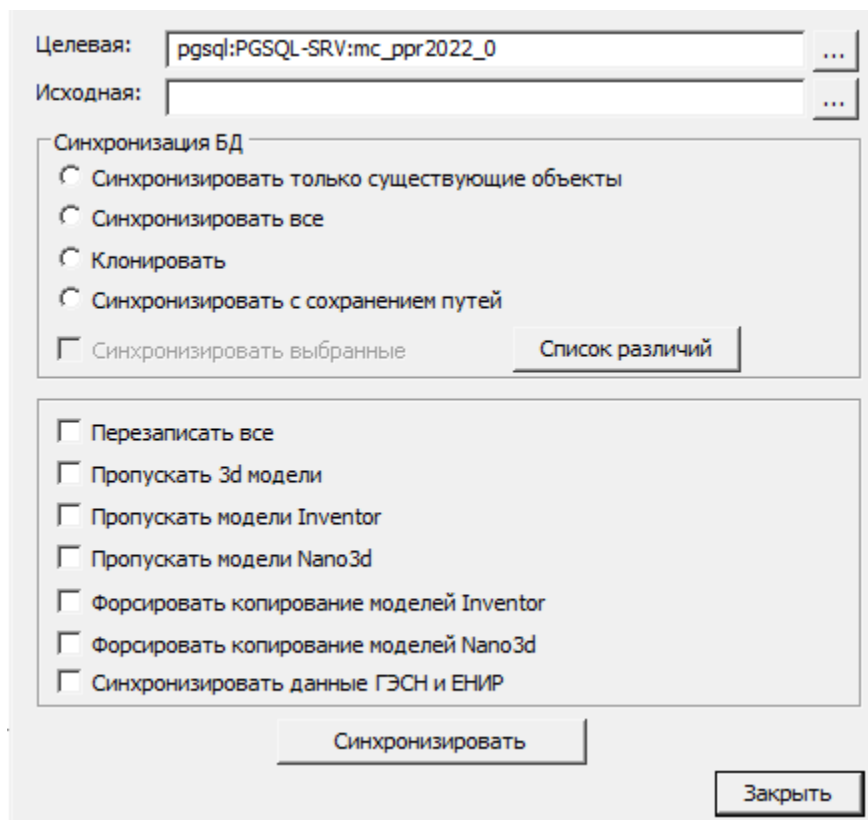 Целевая: pgsql:PGSQL-SRV:mc_ppr2022_0 ...
Исходная: ...
Синхронизация БД
Синхронизировать только существующие объекты
Синхронизировать все
Клонировать
Синхронизировать с сохранением путей
Синхронизировать выбранные Список различий
Перезаписать все
Пропускать 3d модели
Пропускать модели Inventor
Пропускать модели Nano3d
Форсировать копирование моделей Inventor
Форсировать копирование моделей Nano3d
Синхронизировать данные ГЭСН и ЕНИР
Синхронизировать
Закрыть